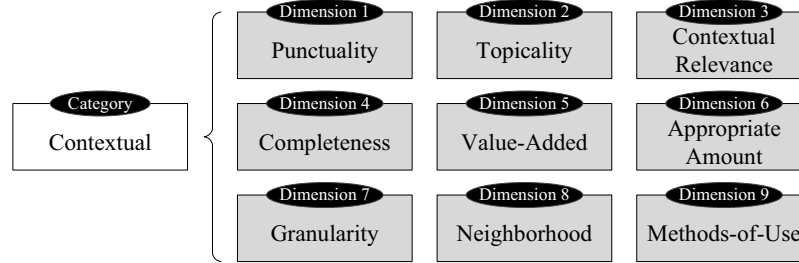 Dimension 1
Punctuality
Dimension 2
Topicality
Dimension 3
Contextual
Relevance
Category
Contextual
Dimension 4
Completeness
Dimension 5
Value-Added
Dimension 6
Appropriate
Amount
Dimension 7
Granularity
Dimension 8
Neighborhood
Dimension 9
Methods-of-Use